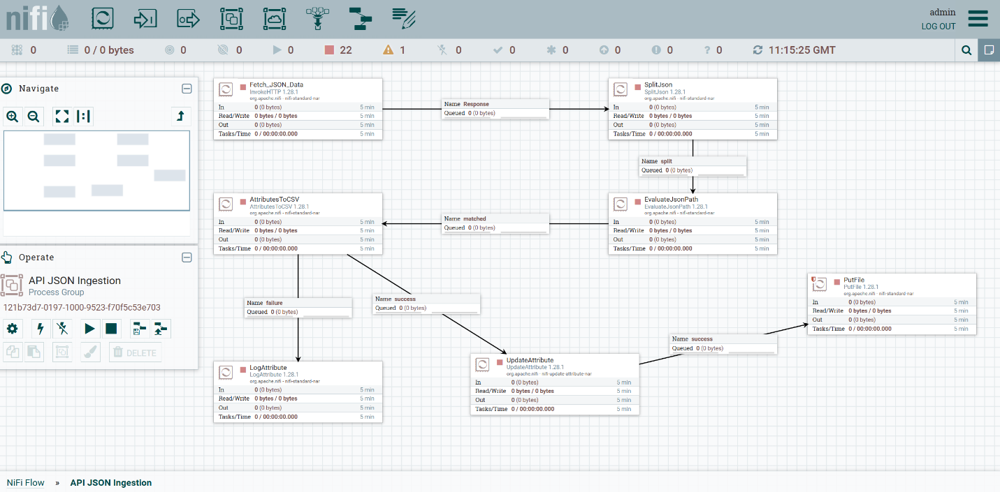 nifi
admin
LOG OUT
0
0 / 0 bytes
0
0
0
22
1
0
0
0
0
0
? 0
11:15:25 GMT
Navigate
Operate
API JSON Ingestion
Process Group
121b73d7-0197-1000-9523-f70f5c53e703
DELETE
Fetch_JSON_Data
InvokeHTTP 1.28.1
org.apache.nifi - nifi-standard-nar
In 0 (0 bytes) 5 min
Read/Write 0 bytes / 0 bytes 5 min
Out 0 (0 bytes) 5 min
Tasks/Time 0 / 00:00:00.000 5 min
Name Response
Queued 0 (0 bytes)
SplitJson
SplitJson 1.28.1
org.apache.nifi - nifi-standard-nar
In 0 (0 bytes) 5 min
Read/Write 0 bytes / 0 bytes 5 min
Out 0 (0 bytes) 5 min
Tasks/Time 0 / 00:00:00.000 5 min
Name split
Queued 0 (0 bytes)
AttributesToCSV
AttributesToCSV 1.28.1
org.apache.nifi - nifi-standard-nar
In 0 (0 bytes) 5 min
Read/Write 0 bytes / 0 bytes 5 min
Out 0 (0 bytes) 5 min
Tasks/Time 0 / 00:00:00.000 5 min
Name matched
Queued 0 (0 bytes)
EvaluateJsonPath
EvaluateJsonPath 1.28.1
org.apache.nifi - nifi-standard-nar
In 0 (0 bytes) 5 min
Read/Write 0 bytes / 0 bytes 5 min
Out 0 (0 bytes) 5 min
Tasks/Time 0 / 00:00:00.000 5 min
Name failure
Queued 0 (0 bytes)
Name success
Queued 0 (0 bytes)
PutFile
PutFile 1.28.1
org.apache.nifi - nifi-standard-nar
In 0 (0 bytes) 5 min
Read/Write 0 bytes / 0 bytes 5 min
Out 0 (0 bytes) 5 min
Tasks/Time 0 / 00:00:00.000 5 min
Name success
Queued 0 (0 bytes)
LogAttribute
LogAttribute 1.28.1
org.apache.nifi - nifi-standard-nar
In 0 (0 bytes) 5 min
Read/Write 0 bytes / 0 bytes 5 min
Out 0 (0 bytes) 5 min
Tasks/Time 0 / 00:00:00.000 5 min
UpdateAttribute
UpdateAttribute 1.28.1
org.apache.nifi - nifi-update-attribute-nar
In 0 (0 bytes) 5 min
Read/Write 0 bytes / 0 bytes 5 min
Out 0 (0 bytes) 5 min
Tasks/Time 0 / 00:00:00.000 5 min
NiFi Flow » API JSON Ingestion